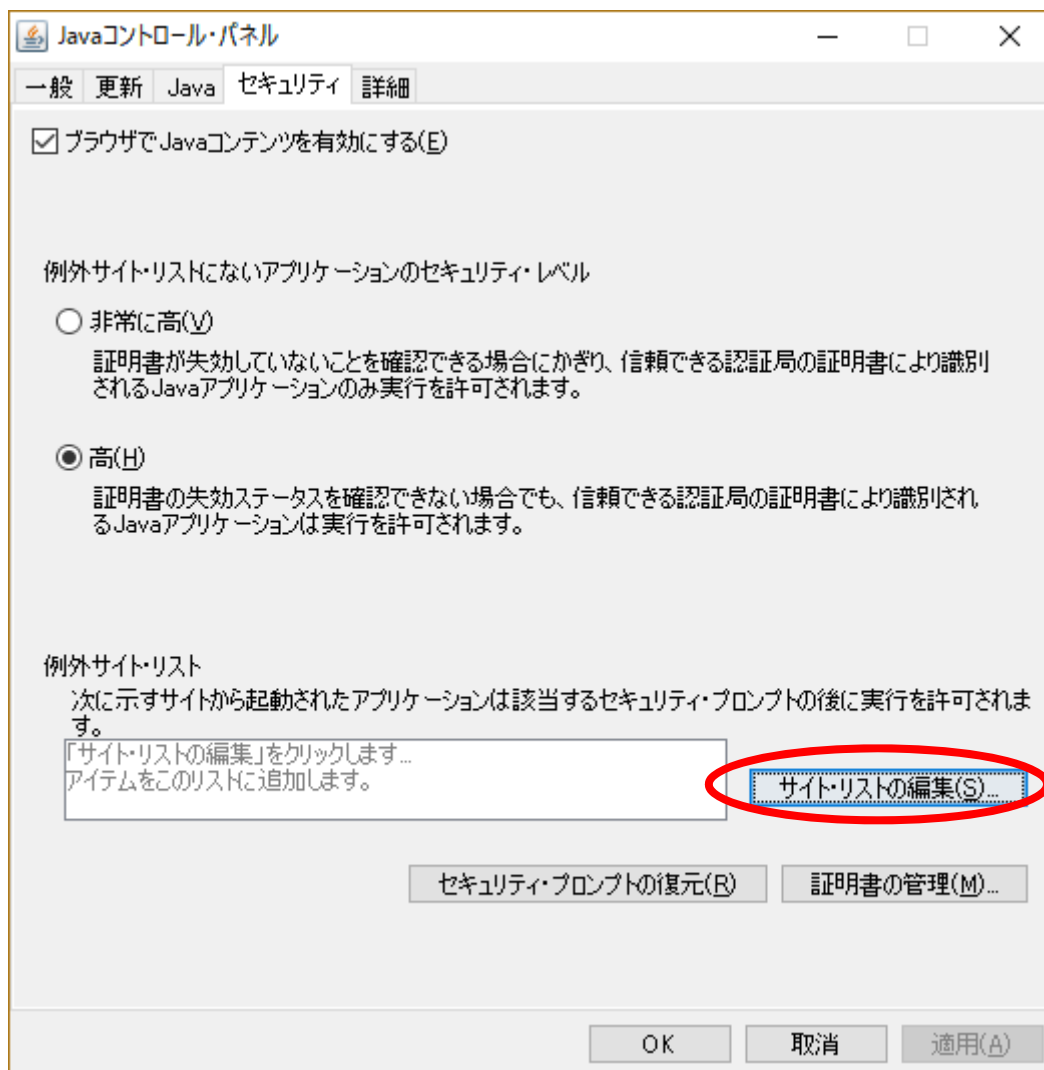 Javaコントロール・パネル
一般 更新 Java セキュリティ 詳細
ブラウザでJavaコンテンツを有効にする(E)
例外サイト・リストにないアプリケーションのセキュリティ・レベル
非常に高(V)
証明書が失効していないことを確認できる場合にかぎり、信頼できる認証局の証明書により識別
されるJavaアプリケーションのみ実行を許可されます。
高(H)
証明書の失効ステータスを確認できない場合でも、信頼できる認証局の証明書により識別され
るJavaアプリケーションは実行を許可されます。
例外サイト・リスト
次に示すサイトから起動されたアプリケーションは該当するセキュリティ・プロンプトの後に実行を許可されま
す。
「サイト・リストの編集」をクリックします...
アイテムをこのリストに追加します。
サイト・リストの編集(S)...
セキュリティ・プロンプトの復元(R) 証明書の管理(M)...
OK 取消 適用(A)